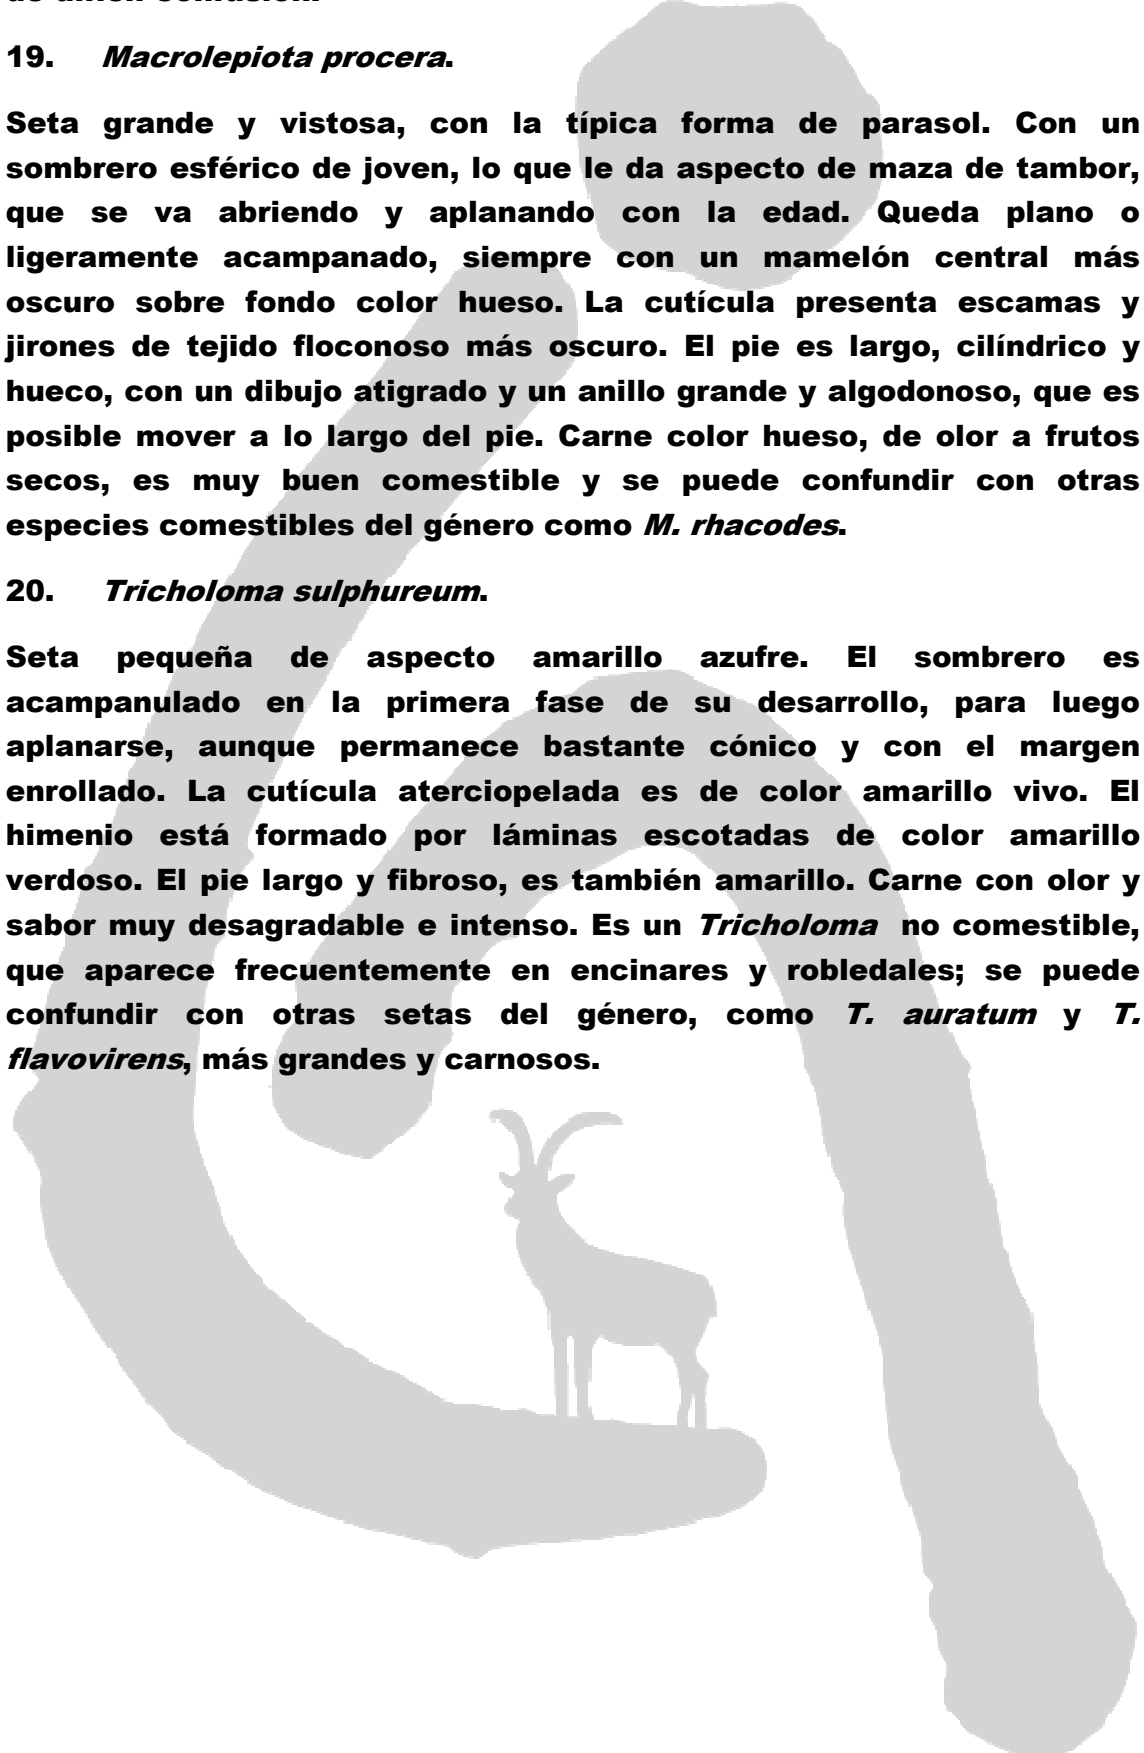 19. Macrolepiota procera.
Seta grande y vistosa, con la típica forma de parasol. Con un
sombrero esférico de joven, lo que le da aspecto de maza de tambor,
que se va abriendo y aplanando con la edad. Queda plano o
ligeramente acampanado, siempre con un mamelón central más
oscuro sobre fondo color hueso. La cutícula presenta escamas y
jirones de tejido floconoso más oscuro. El pie es largo, cilíndrico y
hueco, con un dibujo atigrado y un anillo grande y algodonoso, que es
posible mover a lo largo del pie. Carne color hueso, de olor a frutos
secos, es muy buen comestible y se puede confundir con otras
especies comestibles del género como M. rhacodes.
20. Tricholoma sulphureum.
Seta pequeña de aspecto amarillo azufre. El sombrero es
acampanulado en la primera fase de su desarrollo, para luego
aplanarse, aunque permanece bastante cónico y con el margen
enrollado. La cutícula aterciopelada es de color amarillo vivo. El
himenio está formado por láminas escotadas de color amarillo
verdoso. El pie largo y fibroso, es también amarillo. Carne con olor y
sabor muy desagradable e intenso. Es un Tricholoma no comestible,
que aparece frecuentemente en encinares y robledales; se puede
confundir con otras setas del género, como T. auratum y T.
flavovirens, más grandes y carnosos.